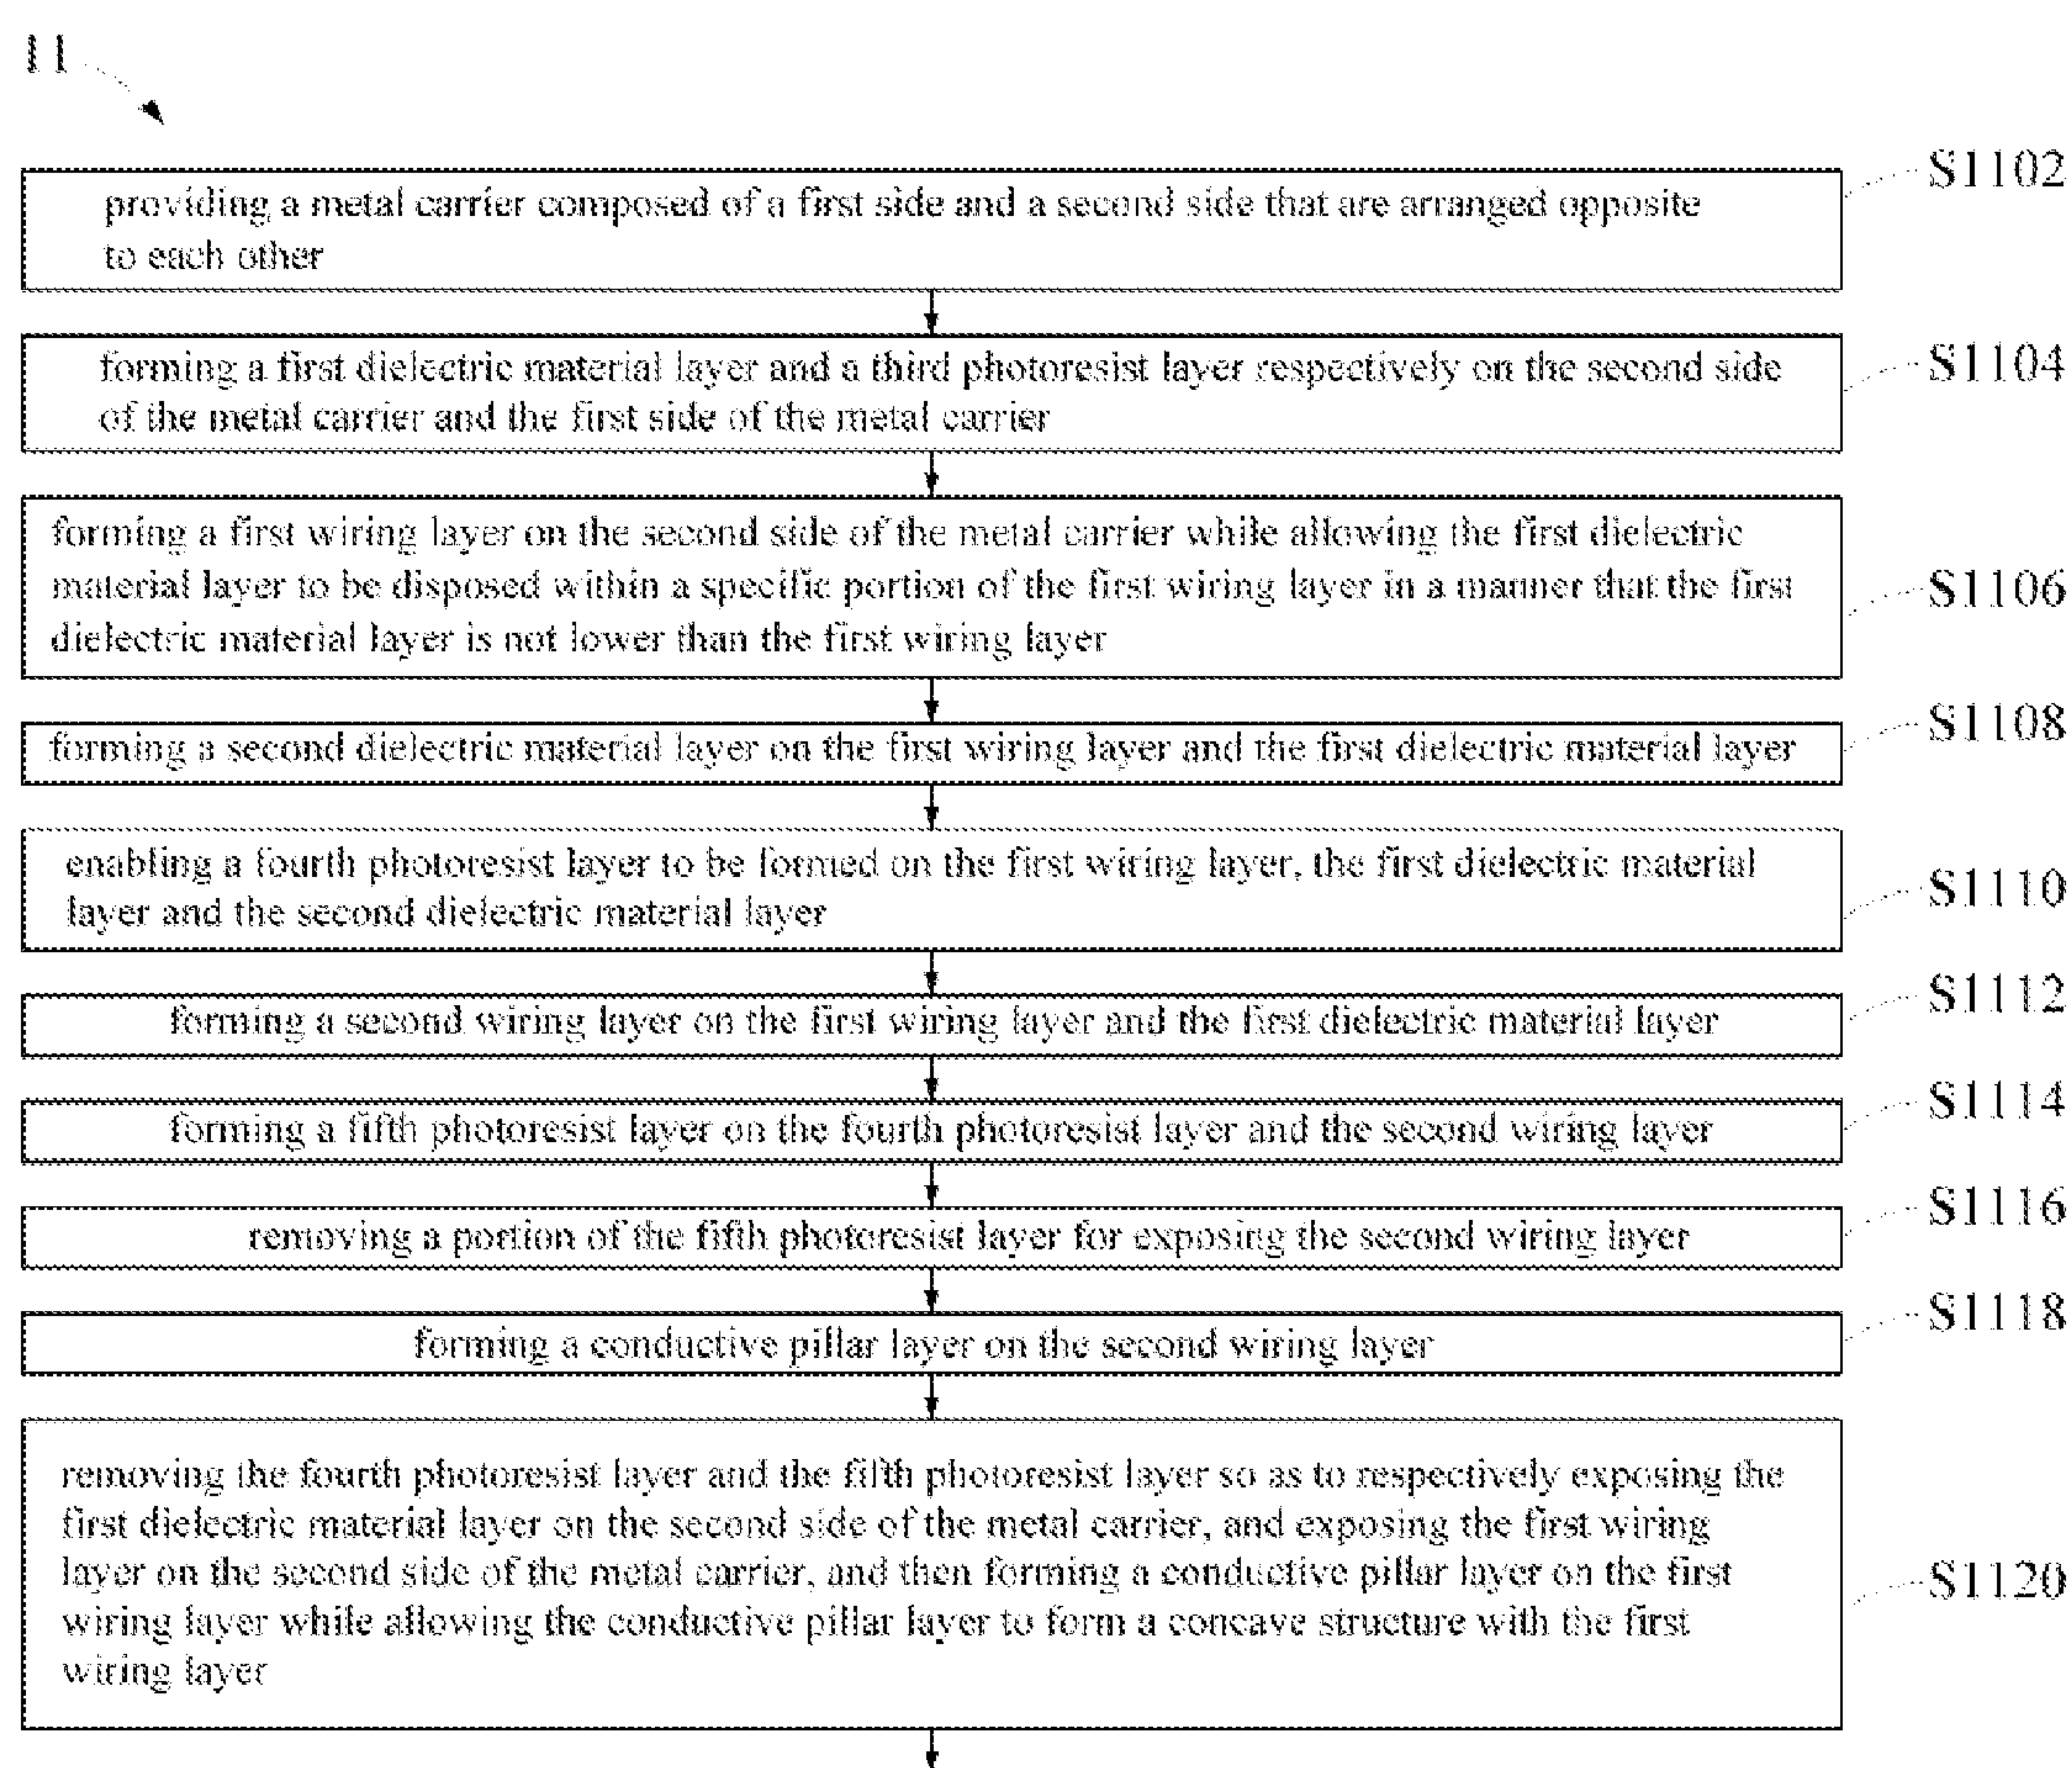 11
S1102
providing a metal carrier composed of a first side and a second side that are arranged opposite
to each other
S1104
forming a first dielectric material layer and a third photoresist layer respectively on the second side
of the metal carrier and the first side of the metal carrier
S1106
forming a first wiring layer on the second side of the metal carrier while allowing the first dielectric
material layer to be disposed within a specific portion of the first wiring layer in a manner that the first
dielectric material layer is not lower than the first wiring layer
S1108
forming a second dielectric material layer on the first wiring layer and the first dielectric material layer
S1110
enabling a fourth photoresist layer to be formed on the first wiring layer, the first dielectric material
layer and the second dielectric material layer
S1112
forming a second wiring layer on the first wiring layer and the first dielectric material layer
S1114
forming a fifth photoresist layer on the fourth photoresist layer and the second wiring layer
S1116
removing a portion of the fifth photoresist layer for exposing the second wiring layer
S1118
forming a conductive pillar layer on the second wiring layer
S1120
removing the fourth photoresist layer and the fifth photoresist layer so as to respectively exposing the
first dielectric material layer on the second side of the metal carrier, and exposing the first wiring
layer on the second side of the metal carrier, and then forming a conductive pillar layer on the first
wiring layer while allowing the conductive pillar layer to form a concave structure with the first
wiring layer